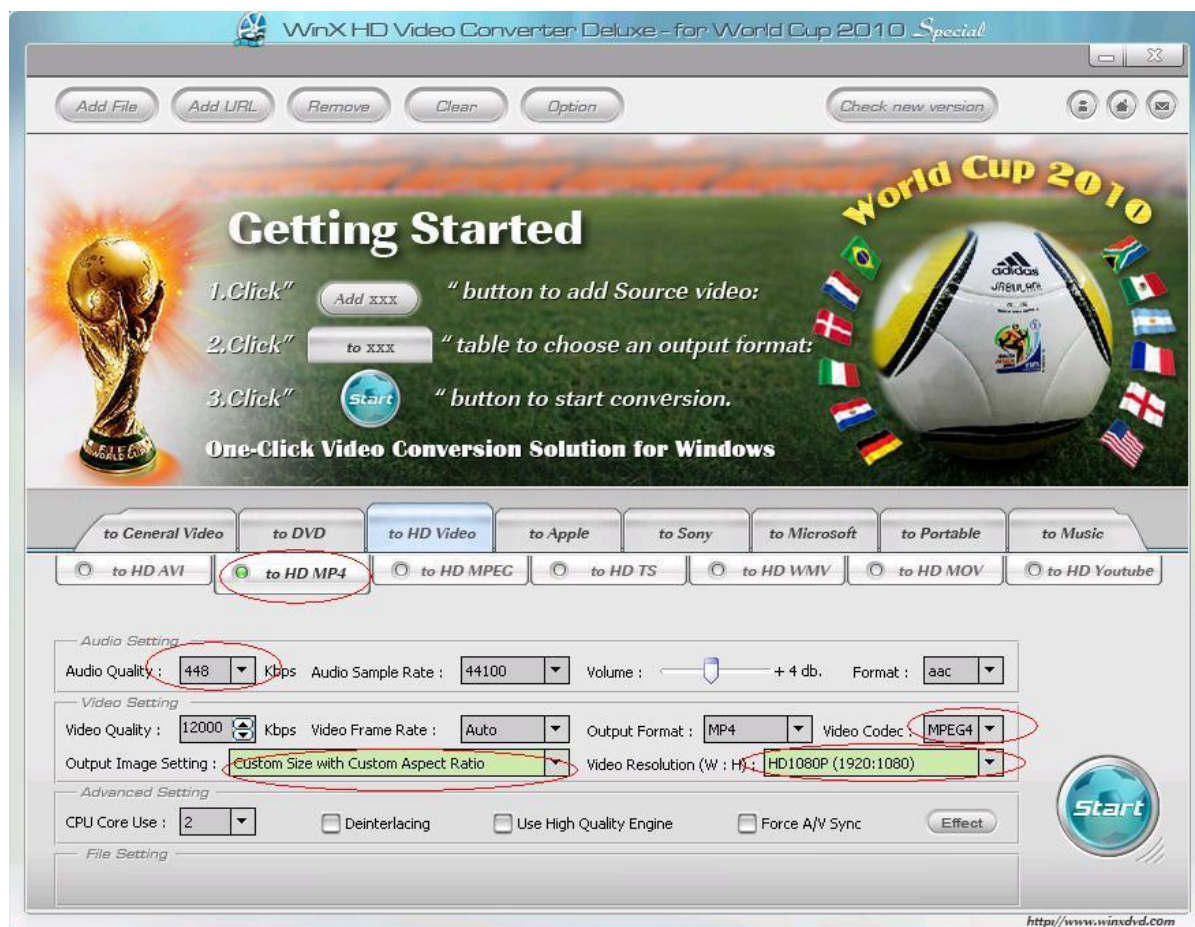 WinX HD Video Converter Deluxe - for World Cup 2010 Special
Add File Add URL Remove Clear Option Check new version
World Cup 2010
Getting Started
adidas
JABULANI
1.Click" Add xxx " button to add Source video:
2.Click" to xxx " table to choose an output format:
3.Click" Start " button to start conversion.
FIFA
WORLD CUP
One-Click Video Conversion Solution for Windows
to General Video to DVD to HD Video to Apple to Sony to Microsoft to Portable to Music
to HD AVI to HD MP4 to HD MPEG to HD TS to HD WMV to HD MOV to HD Youtube
Audio Setting
Audio Quality : 448 Kbps Audio Sample Rate : 44100 Volume : + 4 db. Format : aac
Video Setting
Video Quality : 12000 Kbps Video Frame Rate : Auto Output Format : MP4 Video Codec : MPEG4
Output Image Setting : Custom Size with Custom Aspect Ratio Video Resolution (W : H) : HD1080P (1920:1080)
Advanced Setting
CPU Core Use : 2 Deinterlacing Use High Quality Engine Force A/V Sync Effect
Start
File Setting
http://www.winxdvd.com